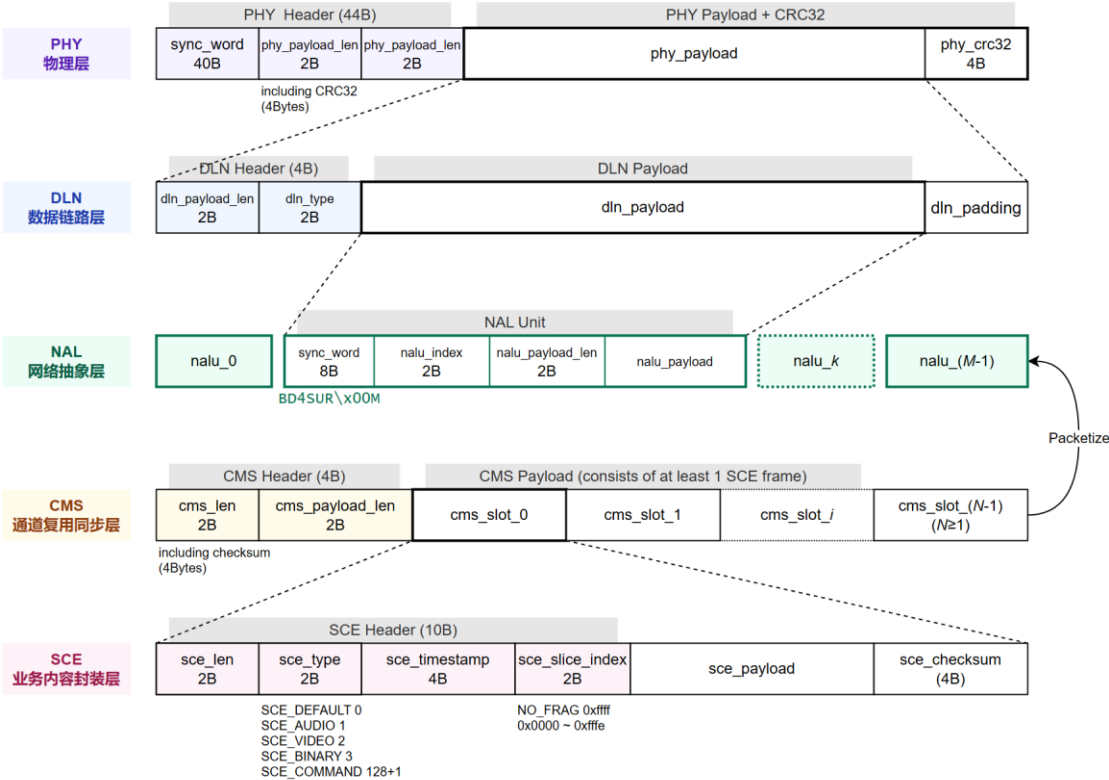 PHY Header (44B)
PHY Payload + CRC32
PHY
物理层
sync_word
40B
phy_payload_len
2B
phy_payload_len
2B
phy_payload
phy_crc32
4B
including CRC32
(4Bytes)
DLN Header (4B)
DLN Payload
DLN
数据链路层
dln_payload_len
2B
dln_type
2B
dln_payload
dln_padding
NAL Unit
NAL
网络抽象层
nalu_0
sync_word
8B
nalu_index
2B
nalu_payload_len
2B
nalu_payload
nalu_k
nalu_(M-1)
BD4SUR\x00M
Packetize
CMS Header (4B)
CMS Payload (consists of at least 1 SCE frame)
CMS
通道复用同步层
cms_len
2B
cms_payload_len
2B
cms_slot_0
cms_slot_1
cms_slot_i
cms_slot_(N-1)
(N≥1)
including checksum
(4Bytes)
SCE Header (10B)
SCE
业务内容封装层
sce_len
2B
sce_type
2B
sce_timestamp
4B
sce_slice_index
2B
sce_payload
sce_checksum
(4B)
SCE_DEFAULT 0
SCE_AUDIO 1
SCE_VIDEO 2
SCE_BINARY 3
SCE_COMMAND 128+1
NO_FRAG 0xffff
0x0000 ~ 0xfffe